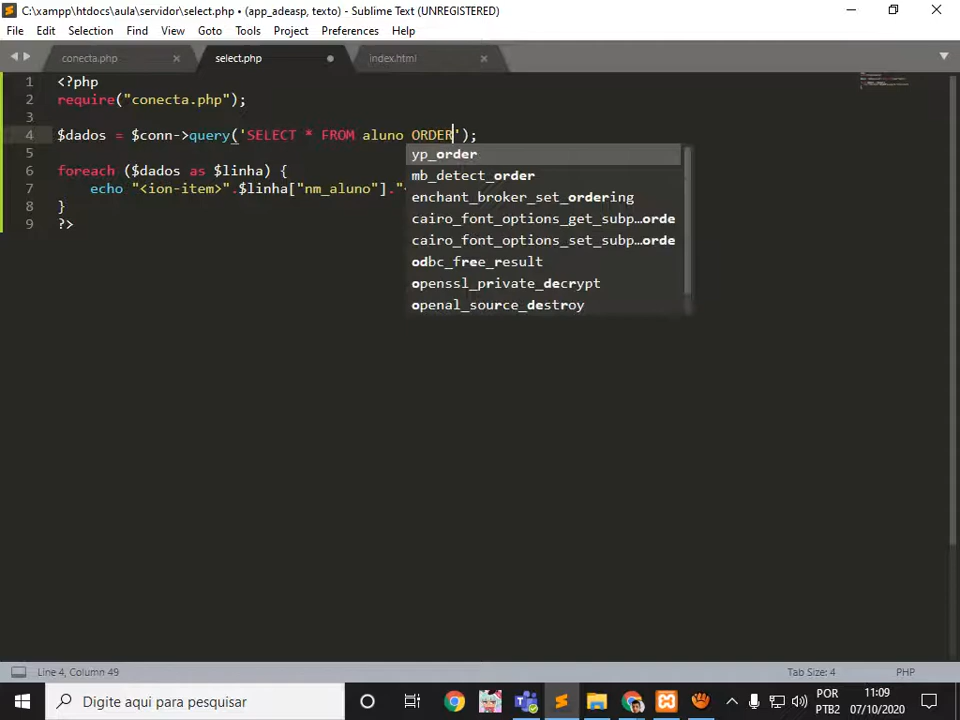 C:\xampp\htdocs\aula\servidor\select.php • (app_adeasp, texto) - Sublime Text (UNREGISTERED)
File Edit Selection Find View Goto Tools Project Preferences Help
conecta.php select.php index.html
1 <?php
2 require("conecta.php");
3
4 $dados = $conn->query('SELECT * FROM aluno ORDER');
5
6 foreach ($dados as $linha) {
7 echo "<ion-item>".$linha["nm_aluno"]."<
8 }
9 ?>
yp_order
mb_detect_order
enchant_broker_set_ordering
cairo_font_options_get_subp…orde
cairo_font_options_set_subp…orde
odbc_free_result
openssl_private_decrypt
openal_source_destroy
Line 4, Column 49 Tab Size: 4 PHP
Digite aqui para pesquisar
POR
PTB2
11:09
07/10/2020